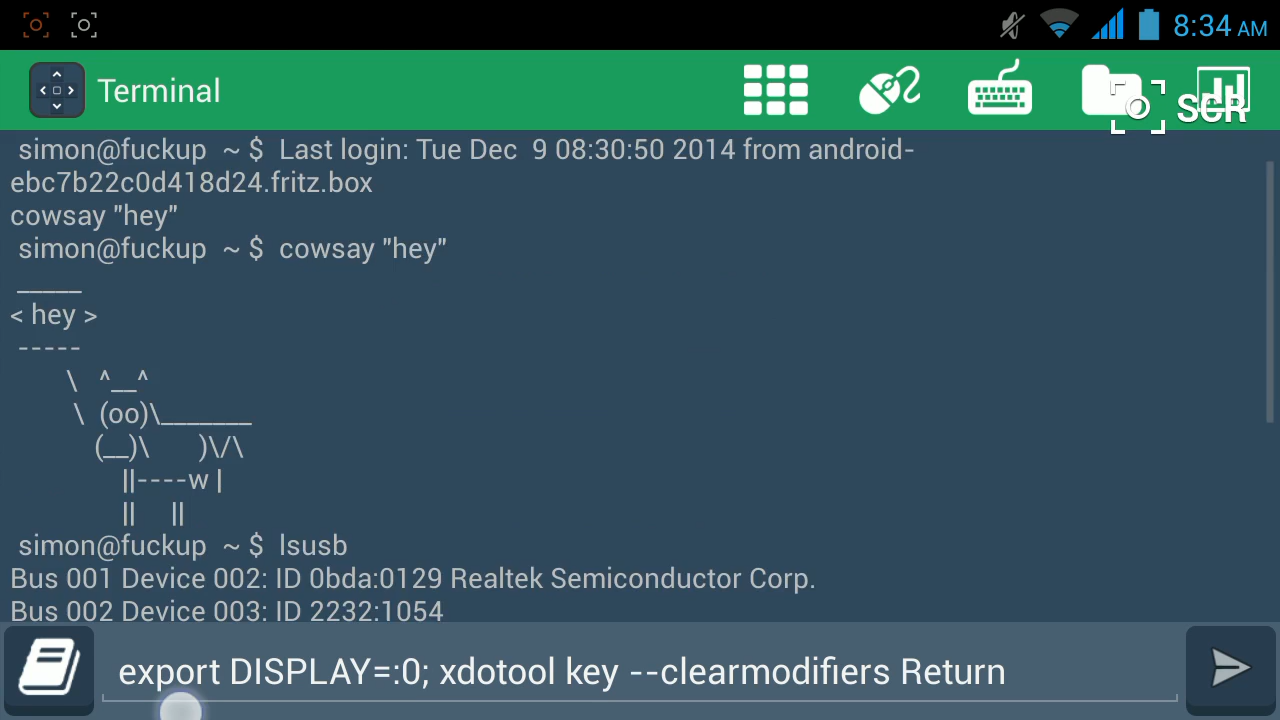 8:34 AM
Terminal
SCR
simon@fuckup ~ $ Last login: Tue Dec  9 08:30:50 2014 from android-
ebc7b22c0d418d24.fritz.box
cowsay "hey"
simon@fuckup ~ $ cowsay "hey"
 _____
< hey >
 -----
        \   ^__^
         \  (oo)\_______
            (__)\       )\/\
                ||----w |
                ||     ||
simon@fuckup ~ $ lsusb
Bus 001 Device 002: ID 0bda:0129 Realtek Semiconductor Corp.
Bus 002 Device 003: ID 2232:1054
export DISPLAY=:0; xdotool key --clearmodifiers Return